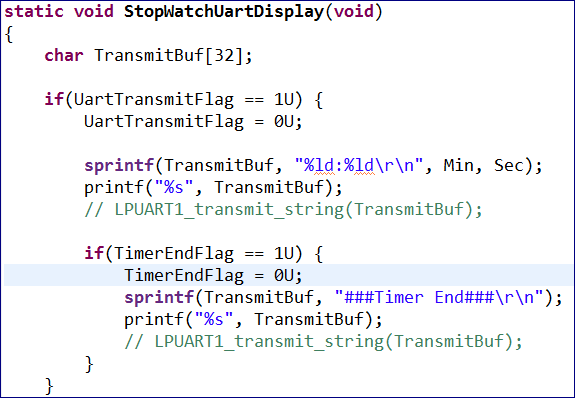 static void StopWatchUartDisplay(void)
{
    char TransmitBuf[32];

    if(UartTransmitFlag == 1U) {
        UartTransmitFlag = 0U;

        sprintf(TransmitBuf, "%ld:%ld\r\n", Min, Sec);
        printf("%s", TransmitBuf);
        // LPUART1_transmit_string(TransmitBuf);

        if(TimerEndFlag == 1U) {
            TimerEndFlag = 0U;
            sprintf(TransmitBuf, "###Timer End###\r\n");
            printf("%s", TransmitBuf);
            // LPUART1_transmit_string(TransmitBuf);
        }
    }